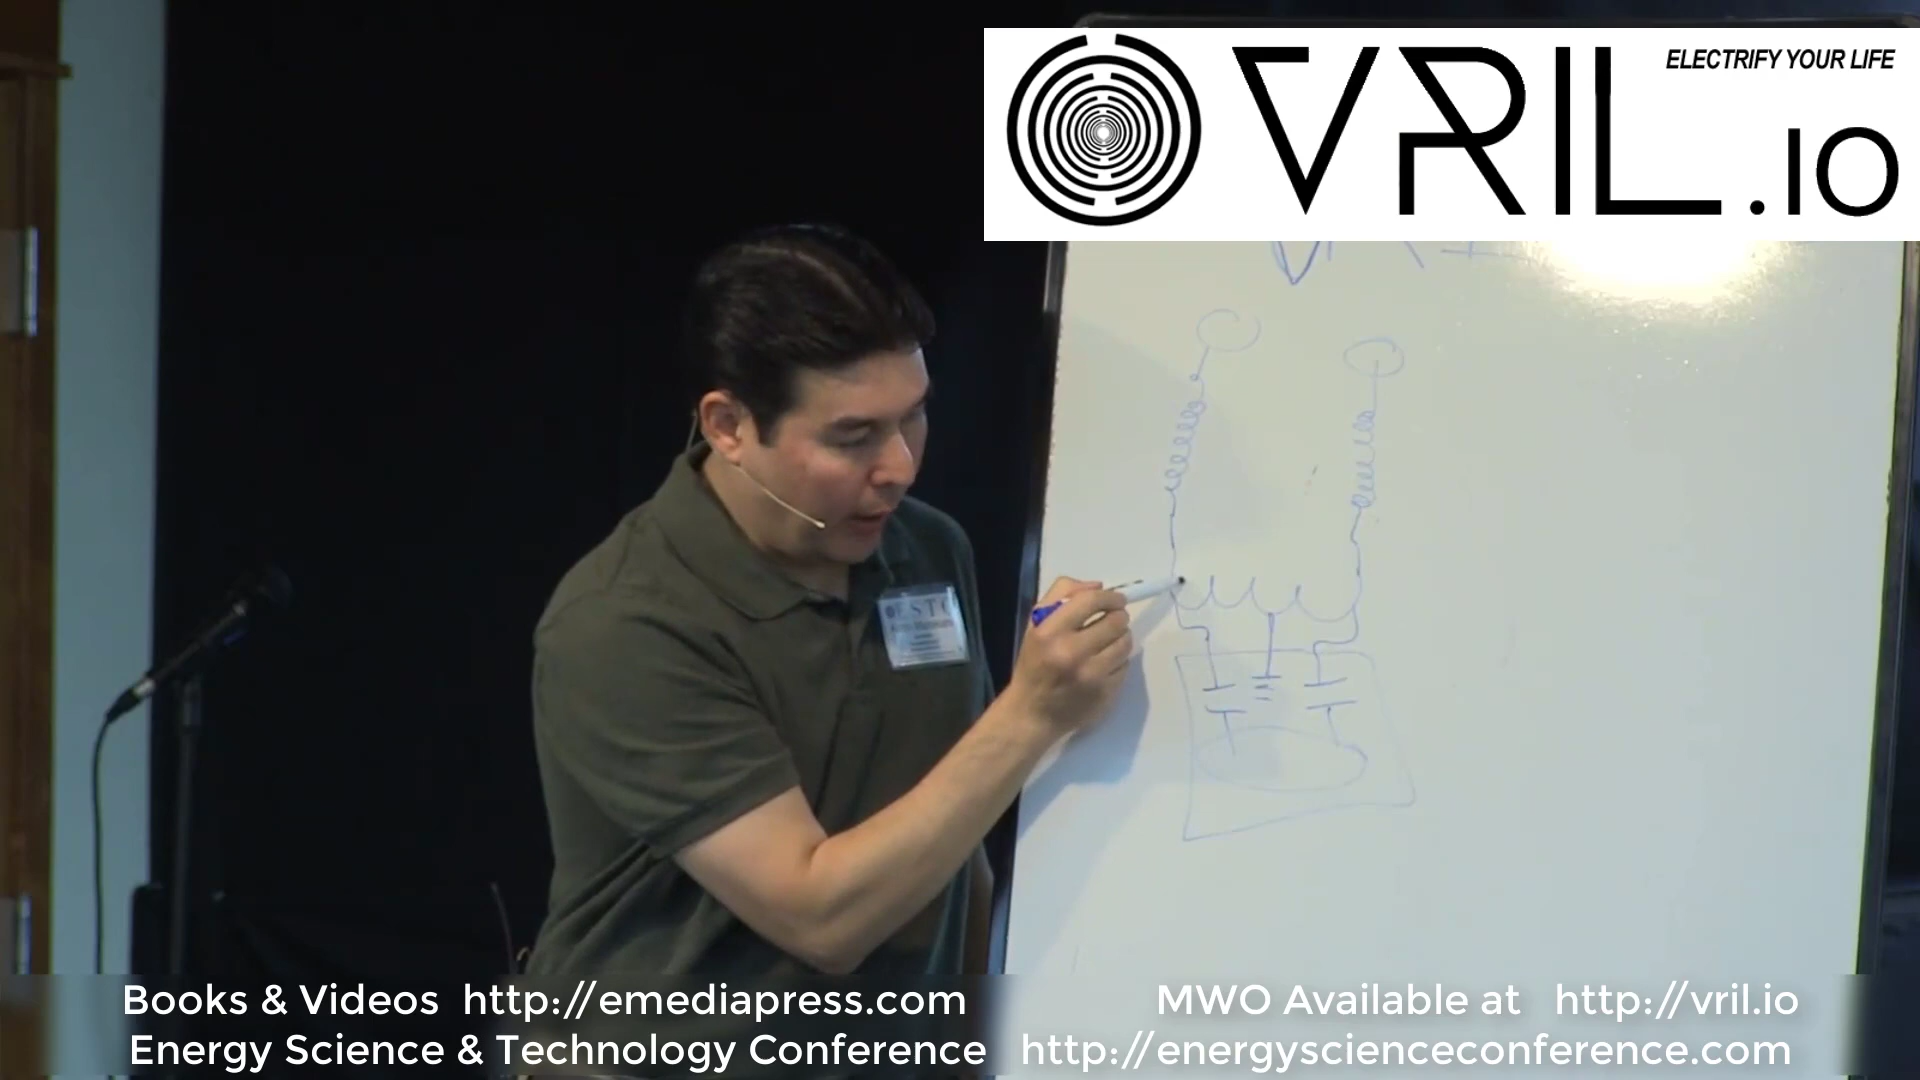 ELECTRIFY YOUR LIFE
VRIL.IO
ESTC
Books & Videos http://emediapress.com
MWO Available at http://vril.io
Energy Science & Technology Conference http://energyscienceconference.com